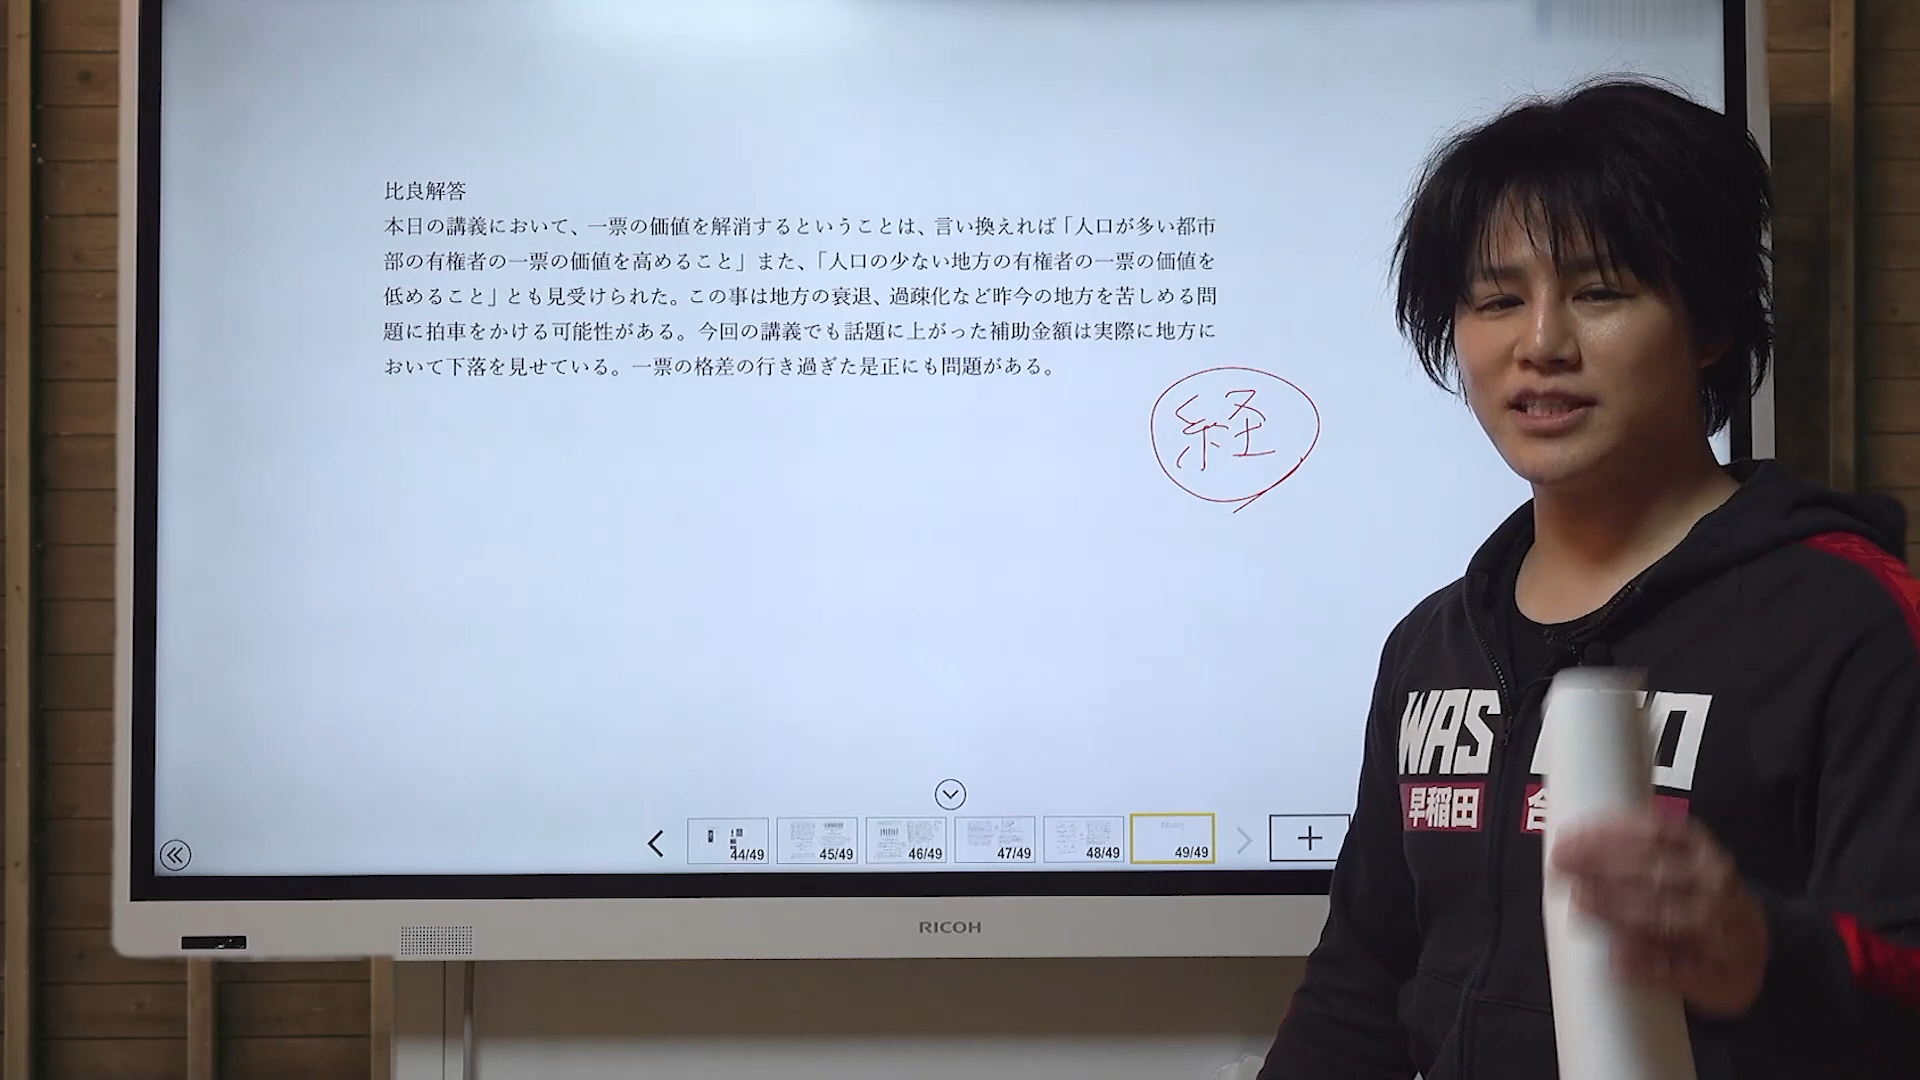 比良解答
本日の講義において、一票の価値を解消するということは、言い換えれば「人口が多い都市
部の有権者の一票の価値を高めること」また、「人口の少ない地方の有権者の一票の価値を
低めること」とも見受けられた。この事は地方の衰退、過疎化など昨今の地方を苦しめる問
題に拍車をかける可能性がある。今回の講義でも話題に上がった補助金額は実際に地方に
おいて下落を見せている。一票の格差の行き過ぎた是正にも問題がある。
経
44/49
45/49
46/49
47/49
48/49
49/49
RICOH
WAS
早稲田